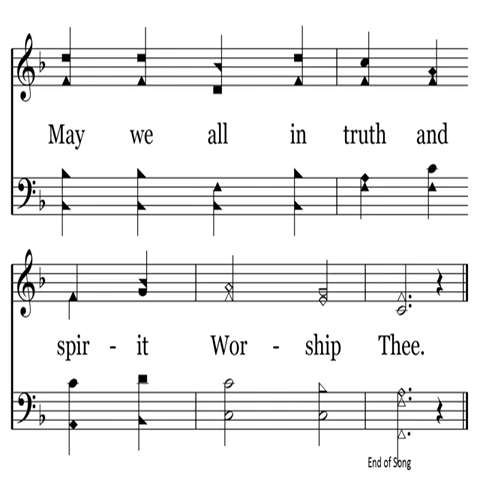 May we all in truth and
spir - it Wor - ship Thee.
End of Song